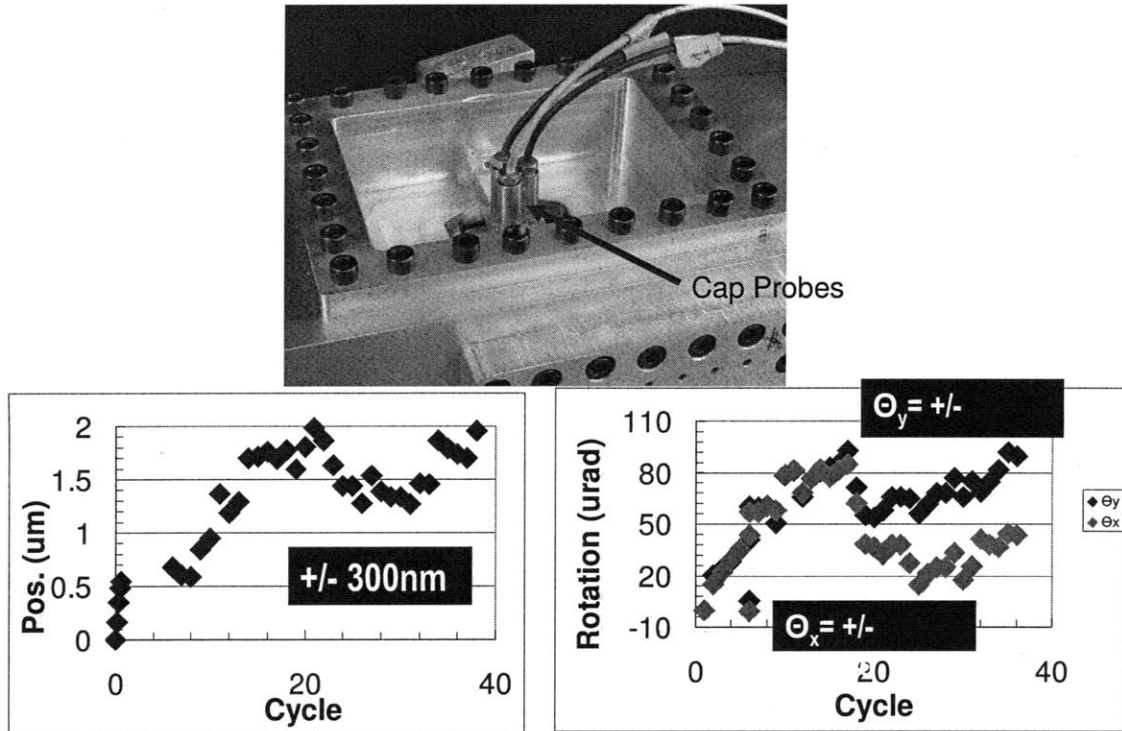 Cap Probes
Pos. (um)
2
1.5
1
0.5
0
+/- 300nm
0
20
40
Cycle
Rotation (urad)
110
80
50
20
-10
Θy= +/-
Θx= +/-
Θy
Θx
0
20
40
Cycle